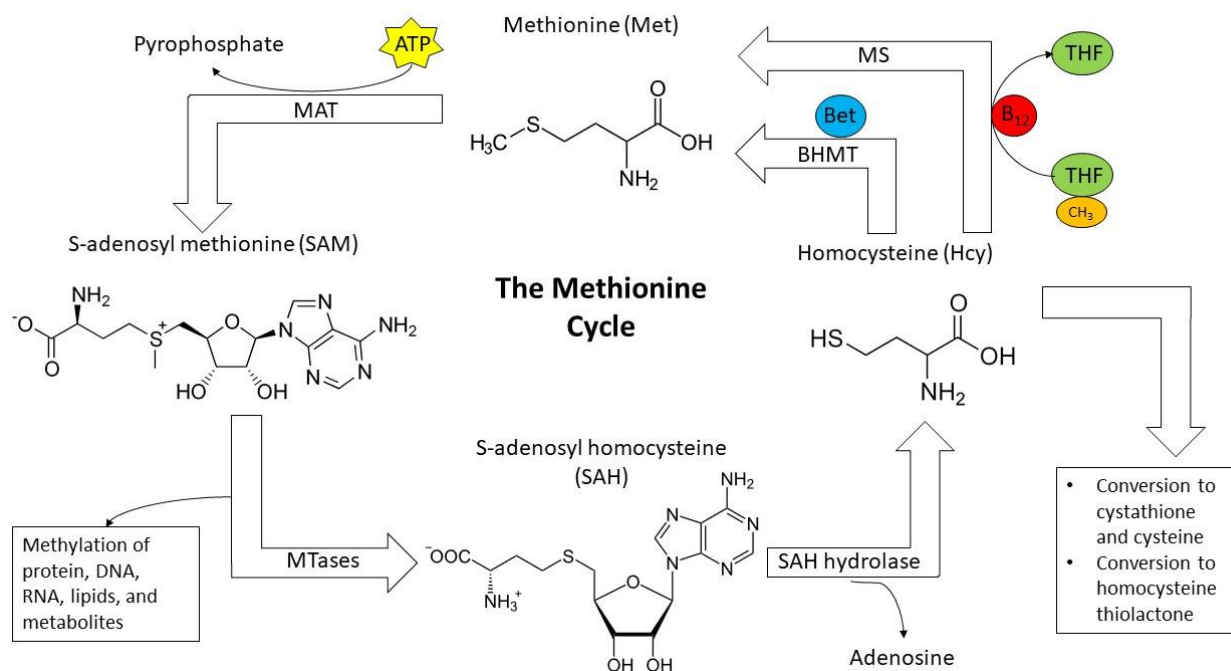 Methionine (Met)
Pyrophosphate
ATP
MAT
MS
THF
Bet
B12
BHMT
THF
CH3
H3C
S
O
OH
NH2
S-adenosyl methionine (SAM)
Homocysteine (Hcy)
The Methionine
Cycle
NH2
-O
O
S+
O
HO
OH
N
N
N
N
NH2
HS
O
OH
NH2
S-adenosyl homocysteine
(SAH)
Methylation of
protein, DNA,
RNA, lipids, and
metabolites
MTases
-OOC
NH3+
S
O
OH
OH
N
N
N
N
NH2
SAH hydrolase
Adenosine
• Conversion to
cystathione
and cysteine
• Conversion to
homocysteine
thiolactone